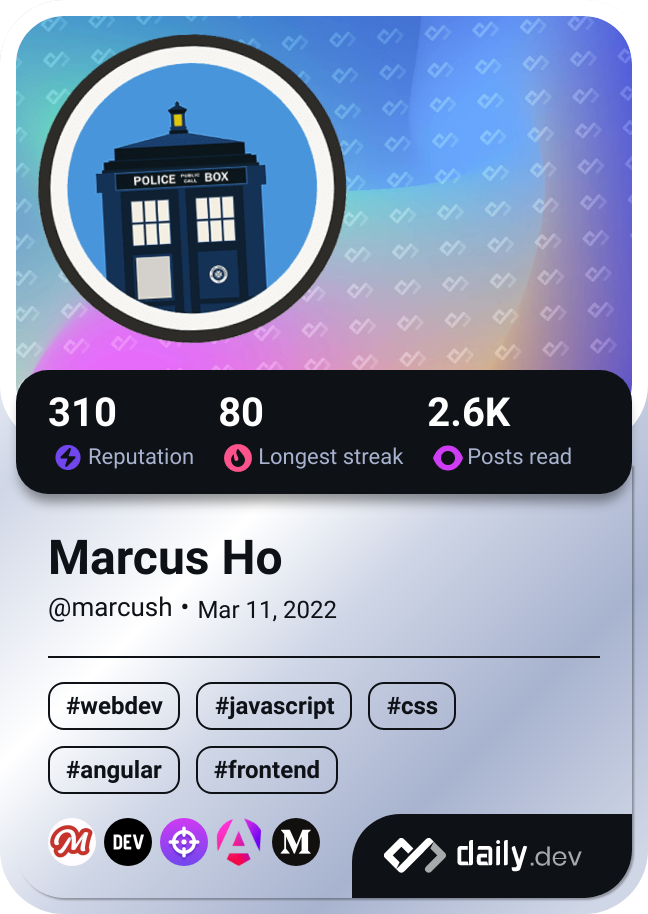 POLICE PUBLIC CALL BOX
310 80 2.6K
Reputation Longest streak Posts read
Marcus Ho
@marcush • Mar 11, 2022
#webdev #javascript #css
#angular #frontend
M DEV A M
daily.dev